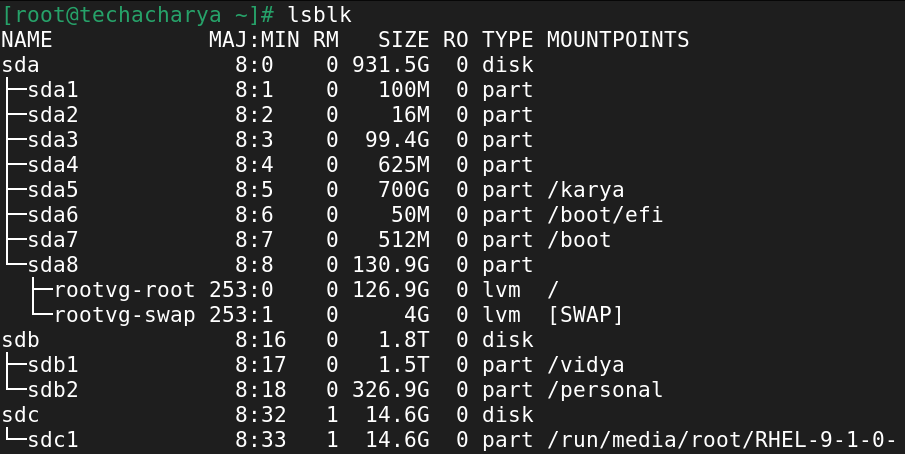 [root@techacharya ~]# lsblk
NAME            MAJ:MIN RM   SIZE RO TYPE MOUNTPOINTS
sda               8:0    0 931.5G  0 disk
├─sda1            8:1    0   100M  0 part
├─sda2            8:2    0    16M  0 part
├─sda3            8:3    0  99.4G  0 part
├─sda4            8:4    0   625M  0 part
├─sda5            8:5    0   700G  0 part /karya
├─sda6            8:6    0    50M  0 part /boot/efi
├─sda7            8:7    0   512M  0 part /boot
└─sda8            8:8    0 130.9G  0 part
  ├─rootvg-root 253:0    0 126.9G  0 lvm  /
  └─rootvg-swap 253:1    0     4G  0 lvm  [SWAP]
sdb               8:16   0   1.8T  0 disk
├─sdb1            8:17   0   1.5T  0 part /vidya
└─sdb2            8:18   0 326.9G  0 part /personal
sdc               8:32   1  14.6G  0 disk
└─sdc1            8:33   1  14.6G  0 part /run/media/root/RHEL-9-1-0-